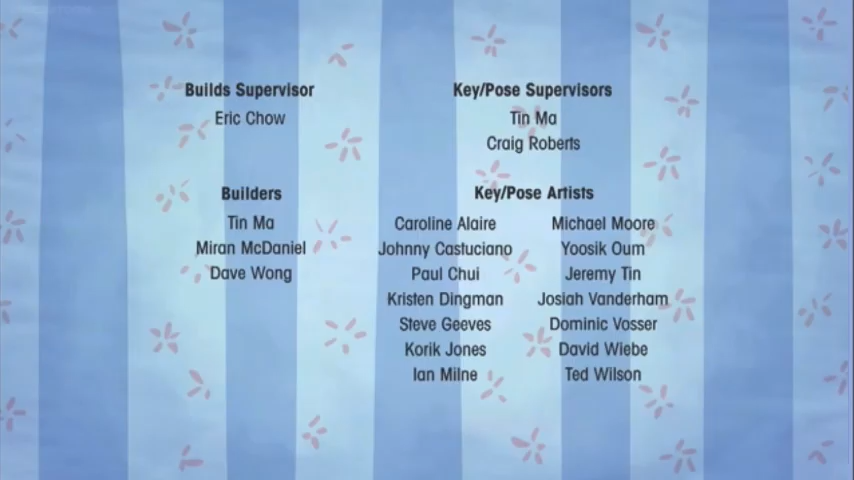 Builds Supervisor
Eric Chow
Key/Pose Supervisors
Tin Ma
Craig Roberts
Builders
Tin Ma
Miran McDaniel
Dave Wong
Key/Pose Artists
Caroline Alaire
Johnny Castuciano
Paul Chui
Kristen Dingman
Steve Geeves
Korik Jones
Ian Milne
Michael Moore
Yoosik Oum
Jeremy Tin
Josiah Vanderham
Dominic Vosser
David Wiebe
Ted Wilson